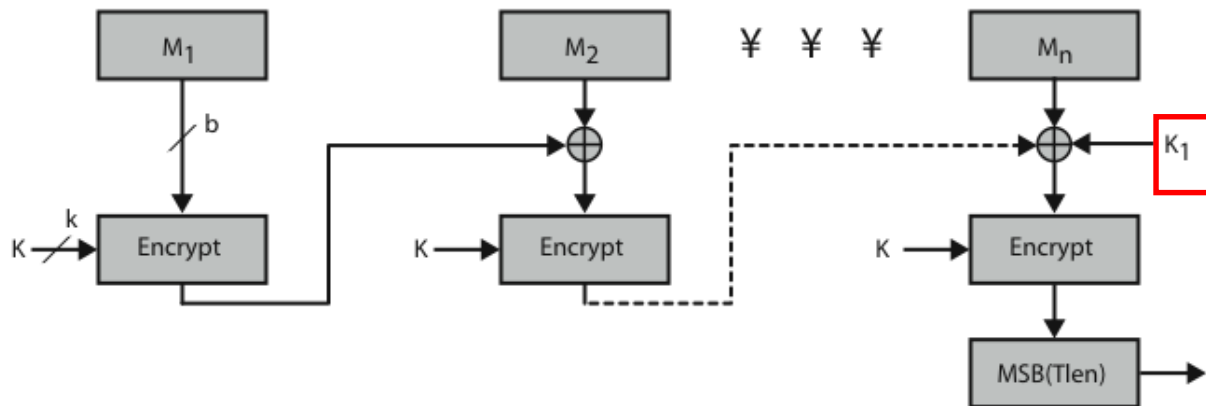 M1 M2 ¥ ¥ ¥ Mn
b
K1
k
K Encrypt K Encrypt K Encrypt
MSB(Tlen)